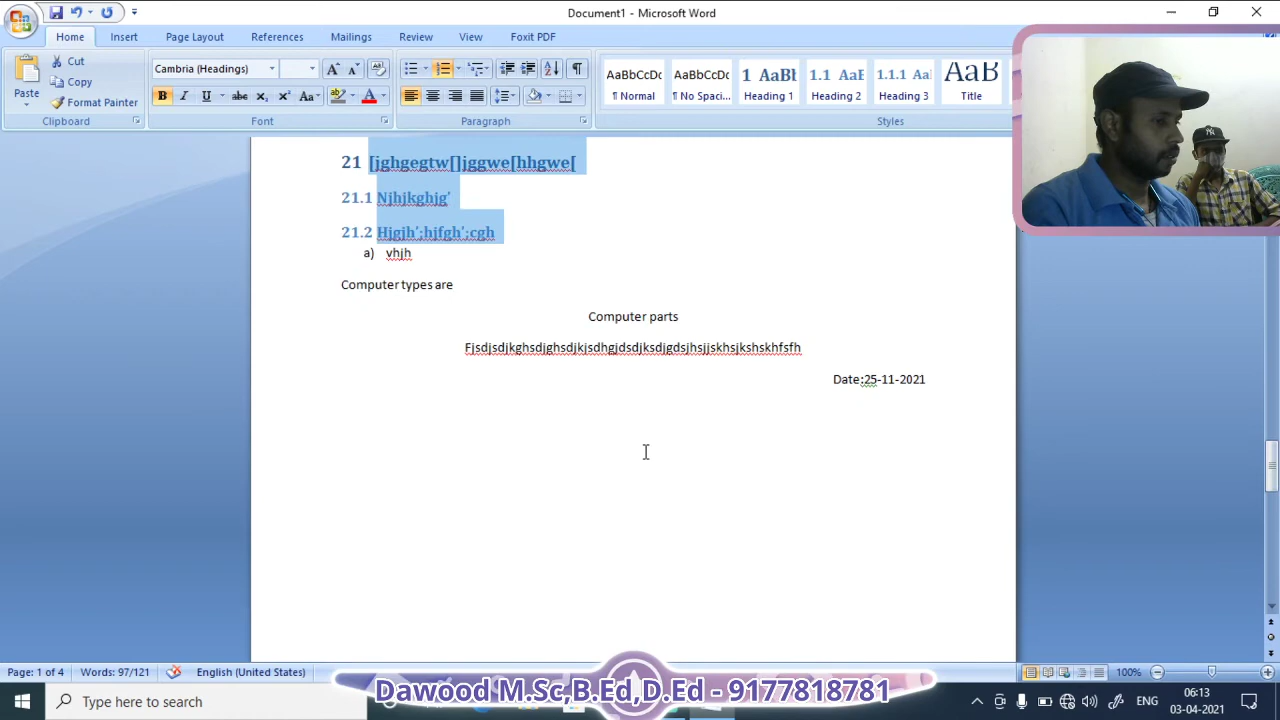 Document1 - Microsoft Word
Home Insert Page Layout References Mailings Review View Foxit PDF
Paste
Cut
Copy
Format Painter
Clipboard
Cambria (Headings)
Font
Paragraph
AaBbCcDc
¶ Normal
AaBbCcDc
¶ No Spaci...
1 AaBb
Heading 1
1.1 AaB
Heading 2
1.1.1 Aa
Heading 3
AaB
Title
Styles
21 [jghgegtw[]jggwe[hhgwe[
21.1 Njhjkghjg'
21.2 Hjgjh';hjfgh';cgh
a) vhjh
Computer types are
Computer parts
Fjsdjsdjkghsdjghsdjkjsdhgjdsdjksdjgdsjhsjjskhsjkshskhfsfh
Date:25-11-2021
Page: 1 of 4 Words: 97/121 English (United States) 100%
Dawood M.Sc,B.Ed,D.Ed - 9177818781
Type here to search
ENG
06:13
03-04-2021